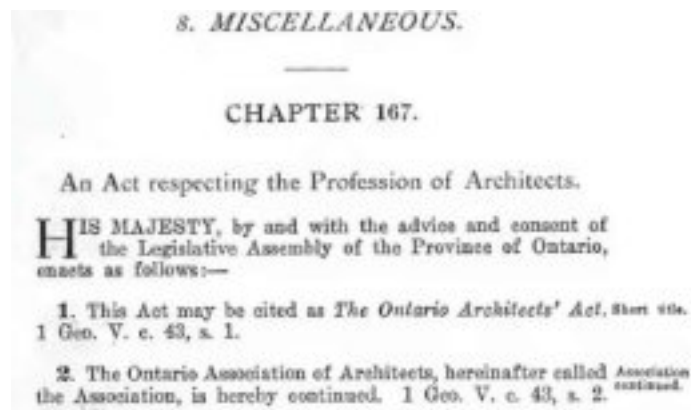 8. MISCELLANEOUS.
CHAPTER 167.
An Act respecting the Profession of Architects.
HIS MAJESTY, by and with the advice and consent of
the Legislative Assembly of the Province of Ontario,
enacts as follows:—
1. This Act may be cited as The Ontario Architects' Act. Short title.
1 Geo. V. c. 43, s. 1.
2. The Ontario Association of Architects, hereinafter called Association
the Association, is hereby continued. 1 Geo. V. c. 43, s. 2. continued.